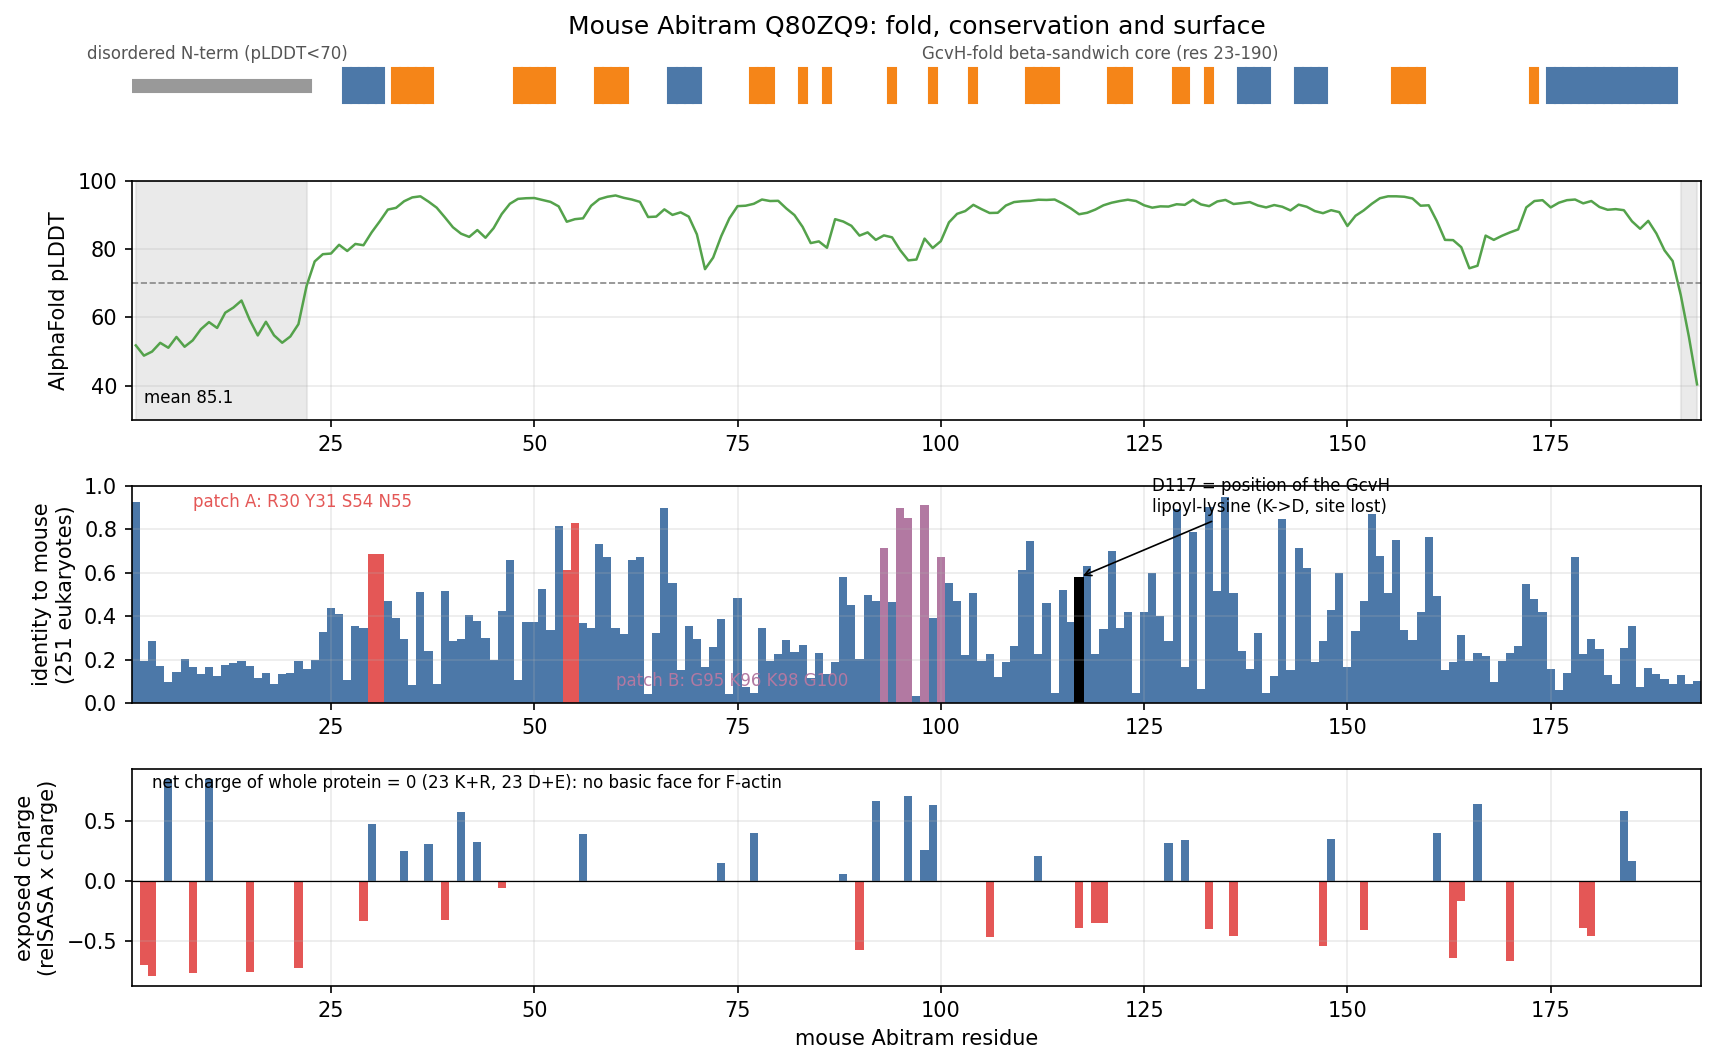 Mouse Abitram Q80ZQ9: fold, conservation and surface
disordered N-term (pLDDT<70)
GcvH-fold beta-sandwich core (res 23-190)
AlphaFold pLDDT
100
80
60
40
mean 85.1
25
50
75
100
125
150
175
identity to mouse
(251 eukaryotes)
1.0
0.8
0.6
0.4
0.2
0.0
patch A: R30 Y31 S54 N55
D117 = position of the GcvH
lipoyl-lysine (K->D, site lost)
patch B: G95 K96 K98 G100
25
50
75
100
125
150
175
exposed charge
(relSASA x charge)
0.5
0.0
−0.5
net charge of whole protein = 0 (23 K+R, 23 D+E): no basic face for F-actin
25
50
75
100
125
150
175
mouse Abitram residue